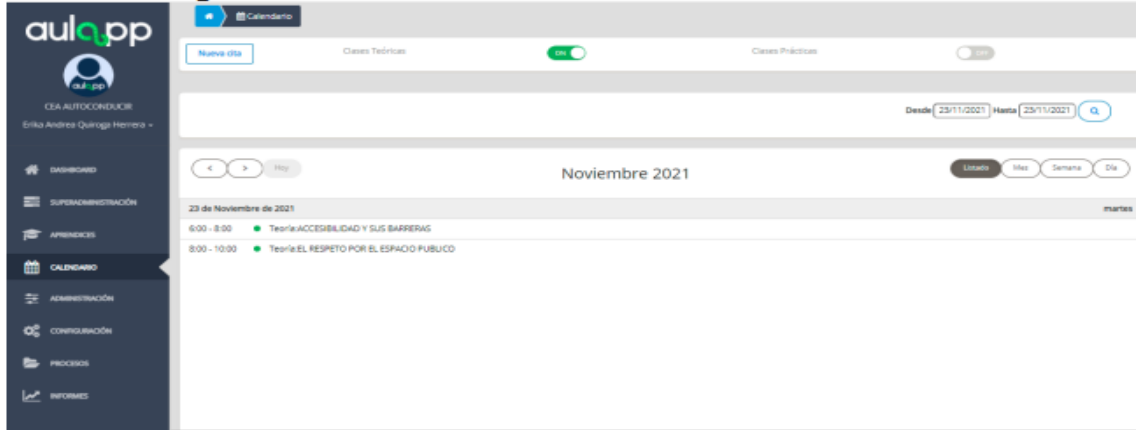 aulapp
aulapp
CEA AUTOCONDUCIR
Erika Andrea Quiroga Herrera
DASHBOARD
SUPERADMINISTRACIÓN
APRENDICES
CALENDARIO
ADMINISTRACIÓN
CONFIGURACIÓN
PROCESOS
INFORMES
Calendario
Nueva cita Clases Teóricas ON Clases Prácticas OFF
Desde 23/11/2021 Hasta 23/11/2021
< > Hoy Noviembre 2021 Listado Mes Semana Día
23 de Noviembre de 2021 martes
6:00 - 8:00 Teoría:ACCESIBILIDAD Y SUS BARRERAS
8:00 - 10:00 Teoría:EL RESPETO POR EL ESPACIO PUBLICO